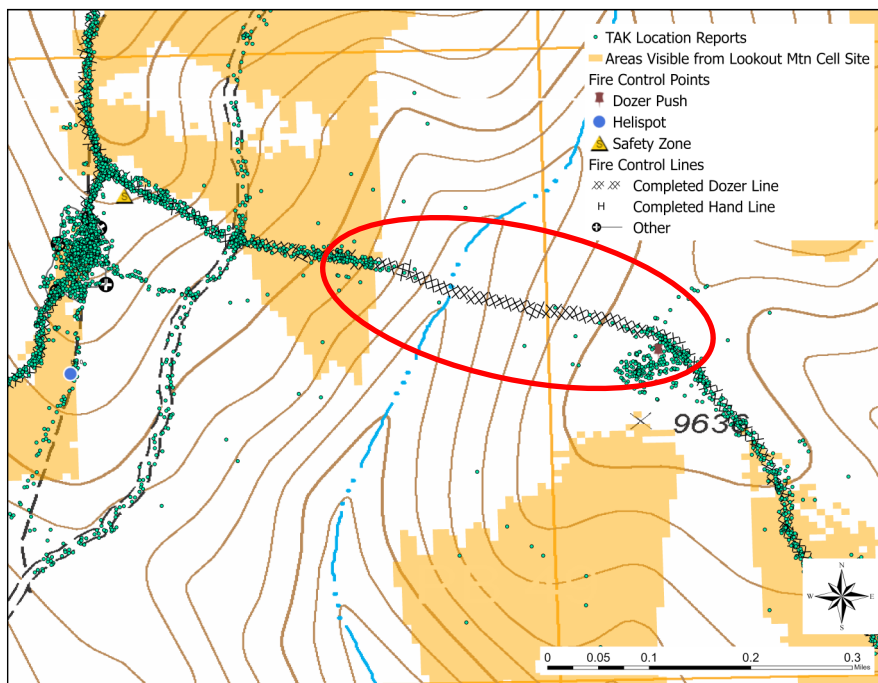 TAK Location Reports
Areas Visible from Lookout Mtn Cell Site
Fire Control Points
Dozer Push
Helispot
S
Safety Zone
Fire Control Lines
Completed Dozer Line
H
Completed Hand Line
Other
S
9636
N
W
E
S
0
0.05
0.1
0.2
0.3
Miles